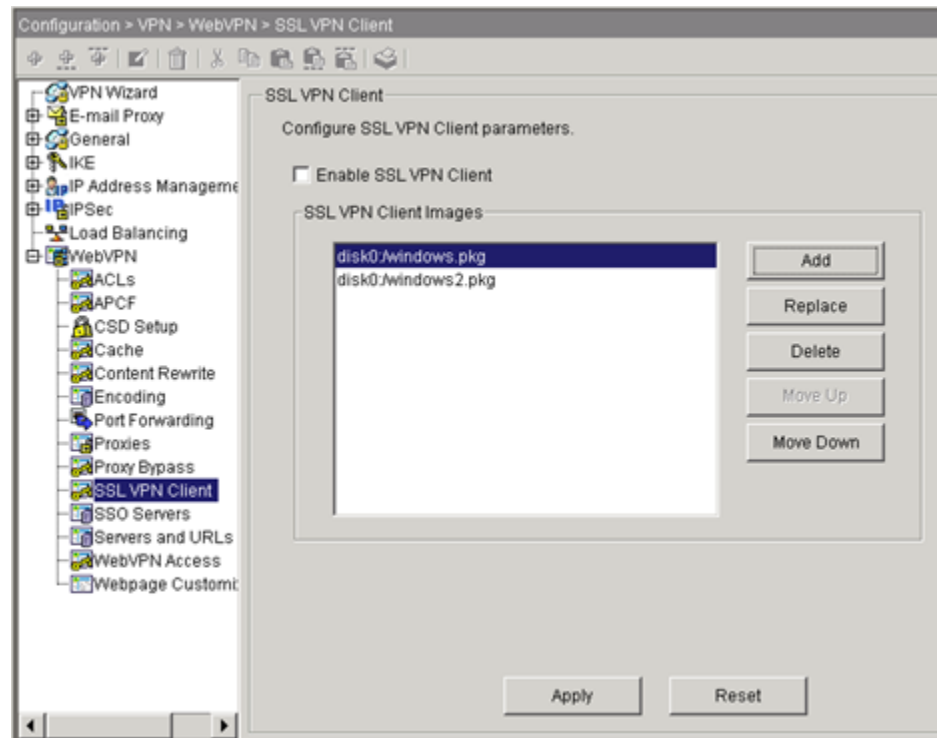 Configuration > VPN > WebVPN > SSL VPN Client
VPN Wizard
E-mail Proxy
General
IKE
IP Address Manageme
IPSec
Load Balancing
WebVPN
ACLs
APCF
CSD Setup
Cache
Content Rewrite
Encoding
Port Forwarding
Proxies
Proxy Bypass
SSL VPN Client
SSO Servers
Servers and URLs
WebVPN Access
Webpage Customi
SSL VPN Client
Configure SSL VPN Client parameters.
Enable SSL VPN Client
SSL VPN Client Images
disk0:/windows.pkg
disk0:/windows2.pkg
Add
Replace
Delete
Move Up
Move Down
Apply
Reset